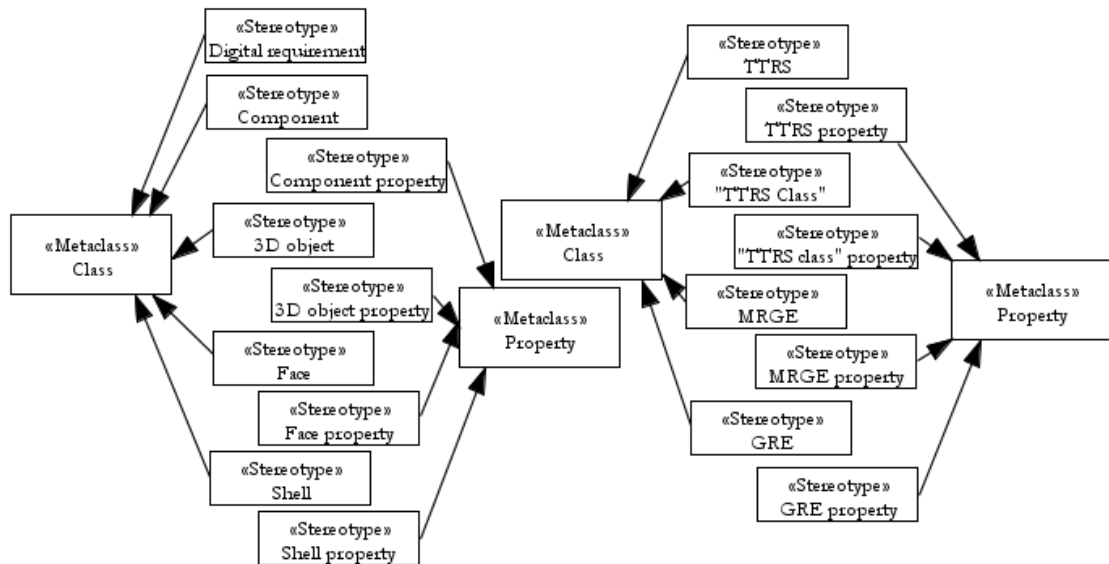 «Stereotype»
Digital requirement
«Stereotype»
Component
«Stereotype»
Component property
«Metaclass»
Class
«Stereotype»
3D object
«Stereotype»
3D object property
«Metaclass»
Property
«Stereotype»
Face
«Stereotype»
Face property
«Stereotype»
Shell
«Stereotype»
Shell property
«Stereotype»
TTRS
«Stereotype»
TTRS property
«Stereotype»
"TTRS Class"
«Metaclass»
Class
«Stereotype»
"TTRS class" property
«Metaclass»
Property
«Stereotype»
MRGE
«Stereotype»
MRGE property
«Stereotype»
GRE
«Stereotype»
GRE property